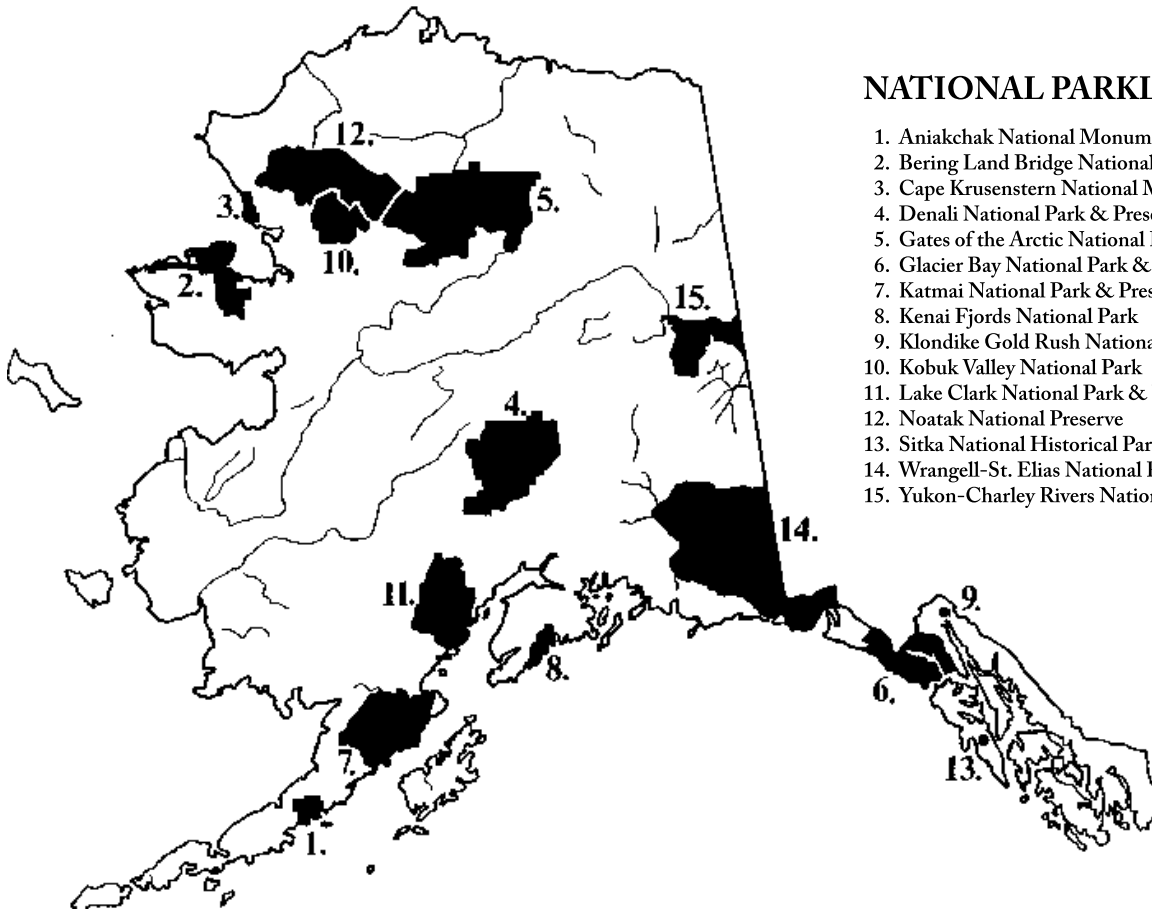 NATIONAL PARKL
1. Aniakchak National Monum
2. Bering Land Bridge National
3. Cape Krusenstern National M
4. Denali National Park & Prese
5. Gates of the Arctic National
6. Glacier Bay National Park &
7. Katmai National Park & Pres
8. Kenai Fjords National Park
9. Klondike Gold Rush Nationa
10. Kobuk Valley National Park
11. Lake Clark National Park &
12. Noatak National Preserve
13. Sitka National Historical Par
14. Wrangell-St. Elias National
15. Yukon-Charley Rivers Nation
12.
3.
5.
10.
2.
15.
4.
14.
11.
9.
8.
6.
7.
13.
1.